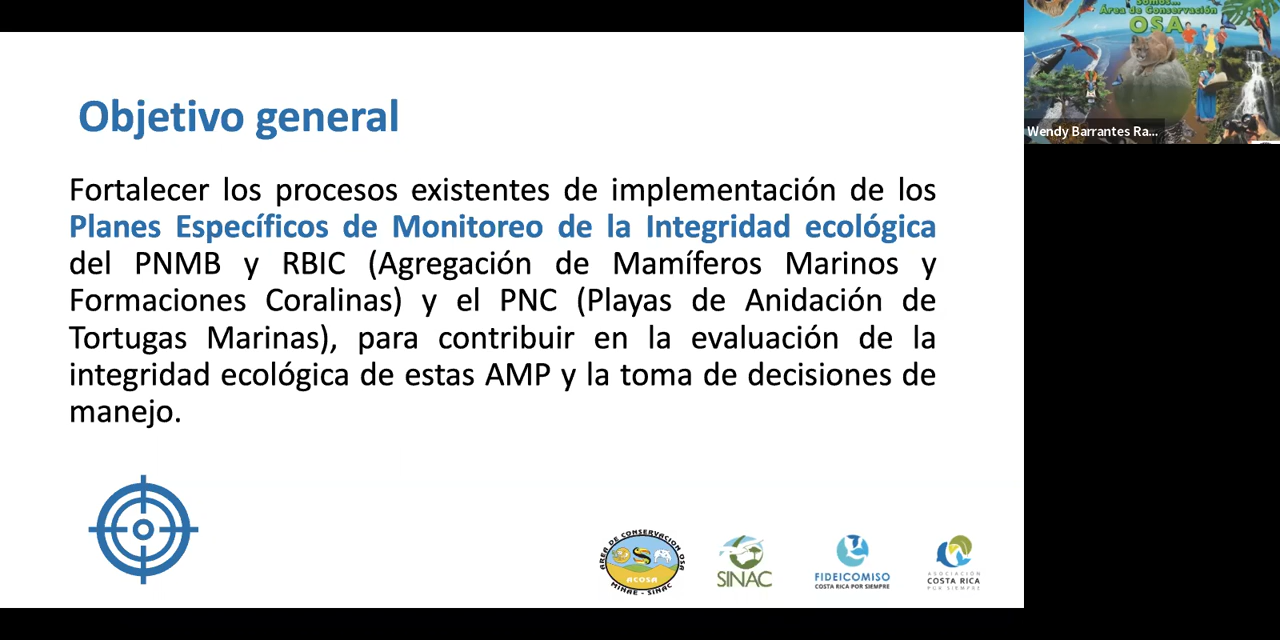 Objetivo general
Fortalecer los procesos existentes de implementación de los
Planes Específicos de Monitoreo de la Integridad ecológica
del PNMB y RBIC (Agregación de Mamíferos Marinos y
Formaciones Coralinas) y el PNC (Playas de Anidación de
Tortugas Marinas), para contribuir en la evaluación de la
integridad ecológica de estas AMP y la toma de decisiones de
manejo.
Somos...
Área de Conservación
OSA
Wendy Barrantes Ra...
AREA DE CONSERVACION OSA
ACOSA
MINAE - SINAC
SINAC
FIDEICOMISO
COSTA RICA POR SIEMPRE
ASOCIACIÓN
COSTA RICA
POR SIEMPRE